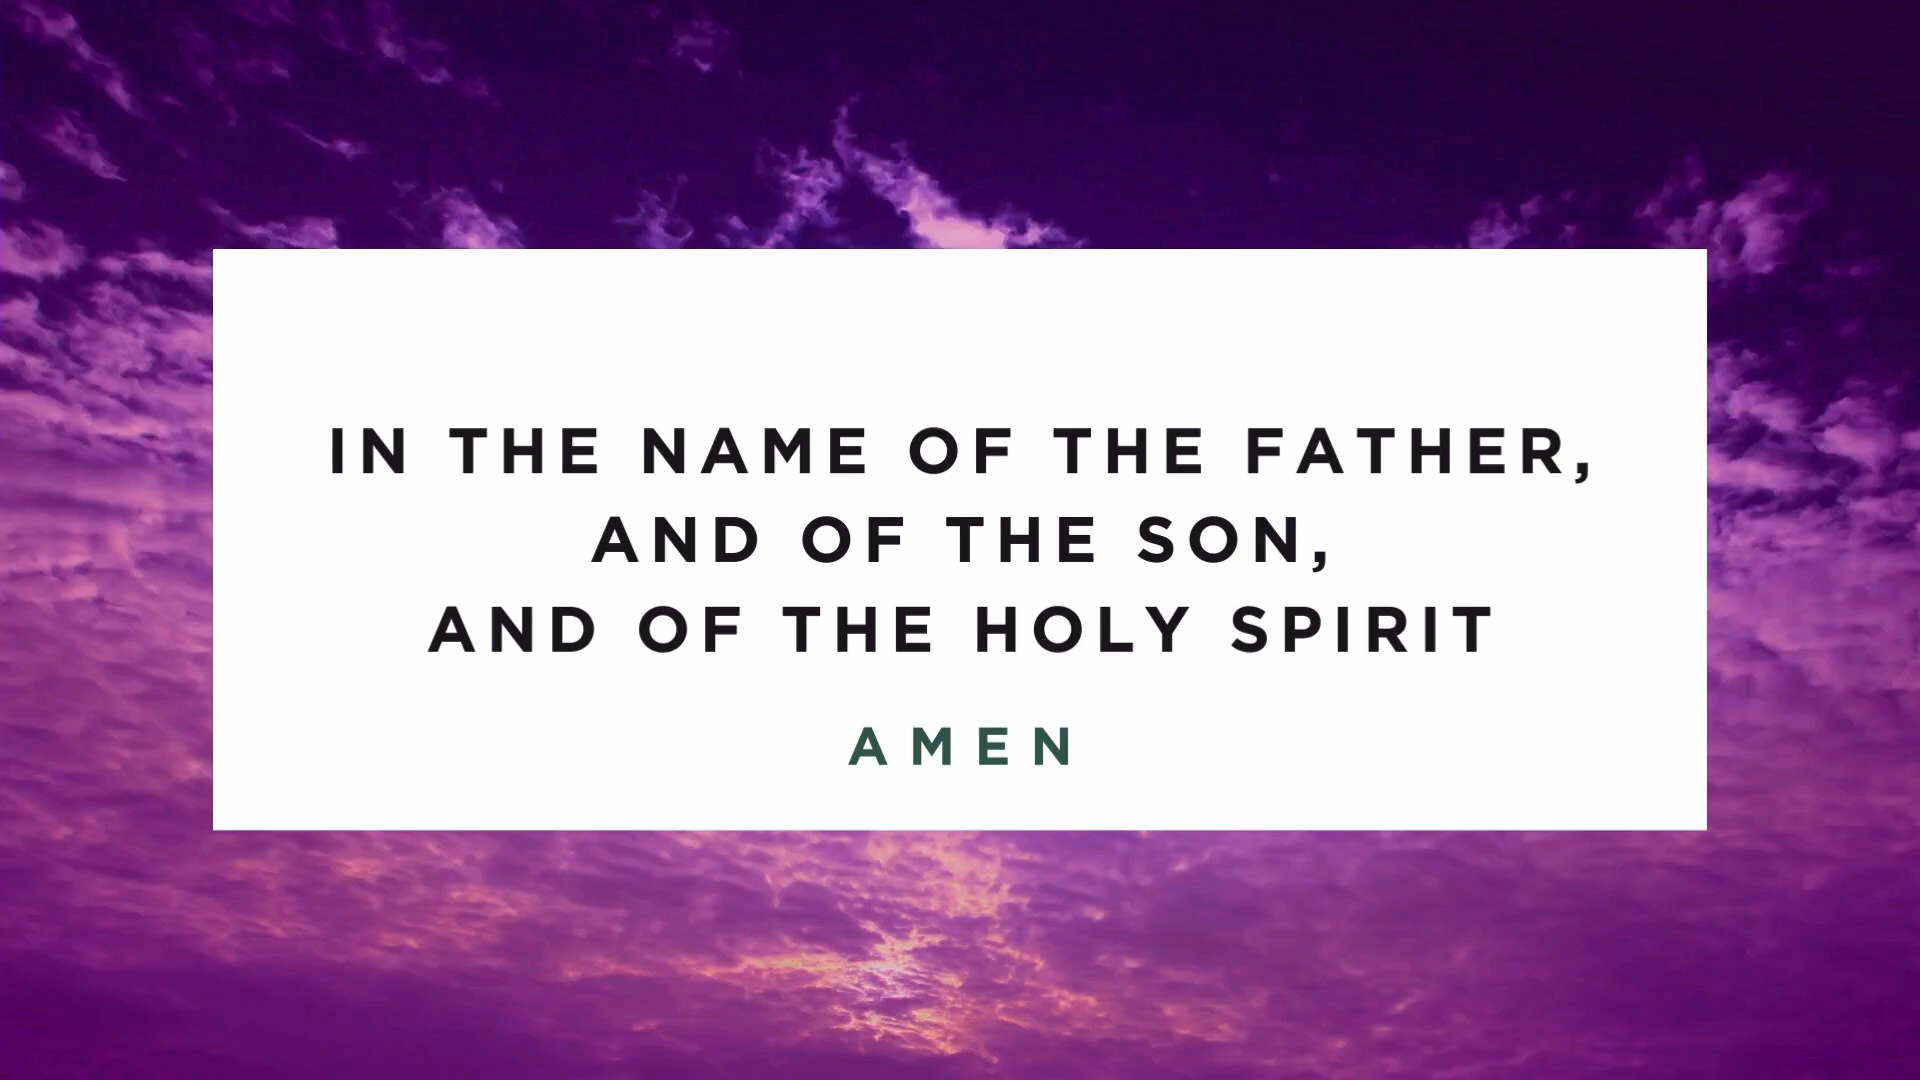 IN THE NAME OF THE FATHER,
AND OF THE SON,
AND OF THE HOLY SPIRIT
AMEN